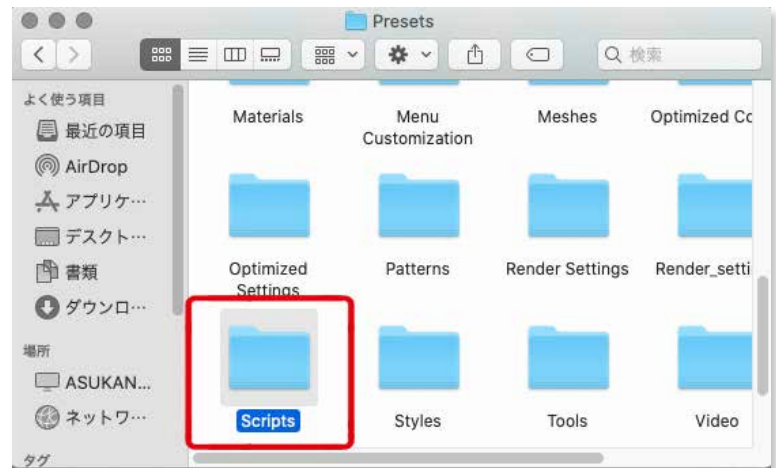 Presets
検索
よく使う項目
最近の項目
AirDrop
アプリケ…
デスクト…
書類
ダウンロ…
場所
ASUKAN...
ネットワ…
タグ
Materials
Menu
Customization
Meshes
Optimized Cc
Optimized
Settings
Patterns
Render Settings
Render_setti
Scripts
Styles
Tools
Video